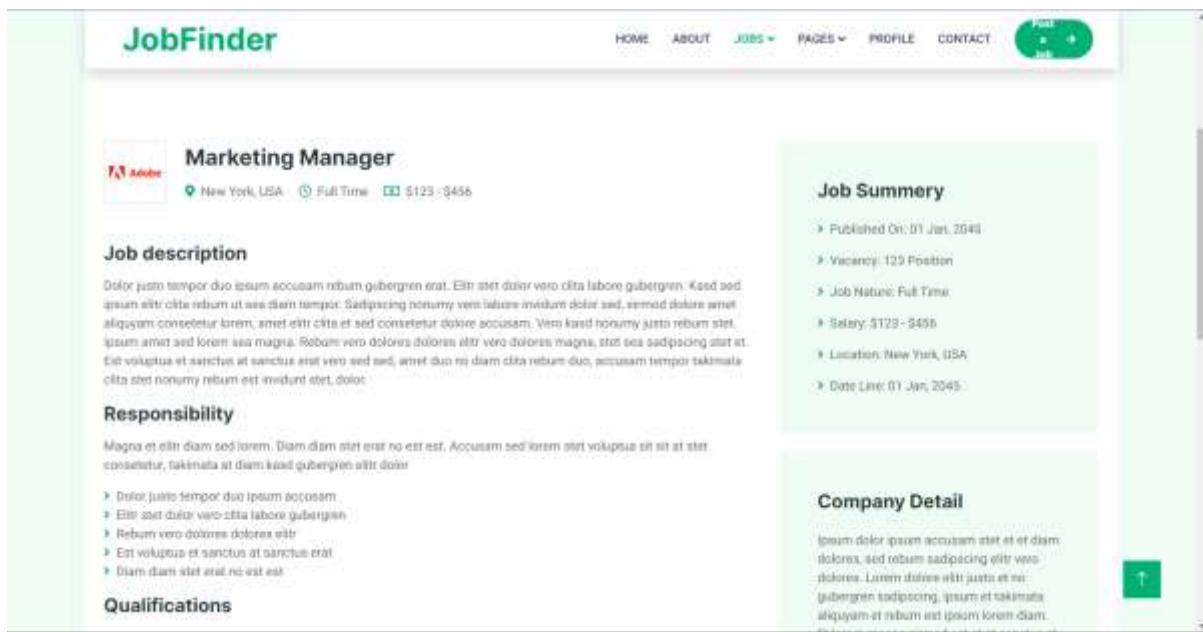 JobFinder
HOME ABOUT JOBS PAGES PROFILE CONTACT
Post
a
Job
Adobe
Marketing Manager
New York, USA Full Time $123 - $456
Job description
Dolor justo tempor duo ipsum accusam rebum gubergren erat. Elitr stet dolor vero clita labore gubergren. Kasd sed
ipsum elitr clita rebum ut sea diam tempor. Sadipscing nonumy vero labore invidunt dolor sed, eirmod dolore amet
aliquyam consetetur lorem, amet elitr clita et sed consetetur dolore accusam. Vero kasd nonumy justo rebum stet.
Ipsum amet sed lorem sea magna. Rebum vero dolores dolores elitr vero dolores magna, stet sea sadipscing stet et.
Est voluptua et sanctus at sanctus erat vero sed sed, amet duo no diam clita rebum duo, accusam tempor takimata
clita stet nonumy rebum est invidunt stet, dolor.
Responsibility
Magna et elitr diam sed lorem. Diam diam stet erat no est est. Accusam sed lorem stet voluptua sit sit at stet
consetetur, takimata at diam kasd gubergren elitr dolor
Dolor justo tempor duo ipsum accusam
Elitr stet dolor vero clita labore gubergren
Rebum vero dolores dolores elitr
Est voluptua et sanctus at sanctus erat
Diam diam stet erat no est est
Qualifications
Job Summery
Published On: 01 Jan, 2045
Vacancy: 123 Position
Job Nature: Full Time
Salary: $123 - $456
Location: New York, USA
Date Line: 01 Jan, 2045
Company Detail
Ipsum dolor ipsum accusam stet et et diam
dolores, sed rebum sadipscing elitr vero
dolores. Lorem dolore elitr justo et no
gubergren sadipscing, ipsum et takimata
aliquyam et rebum est ipsum lorem diam.